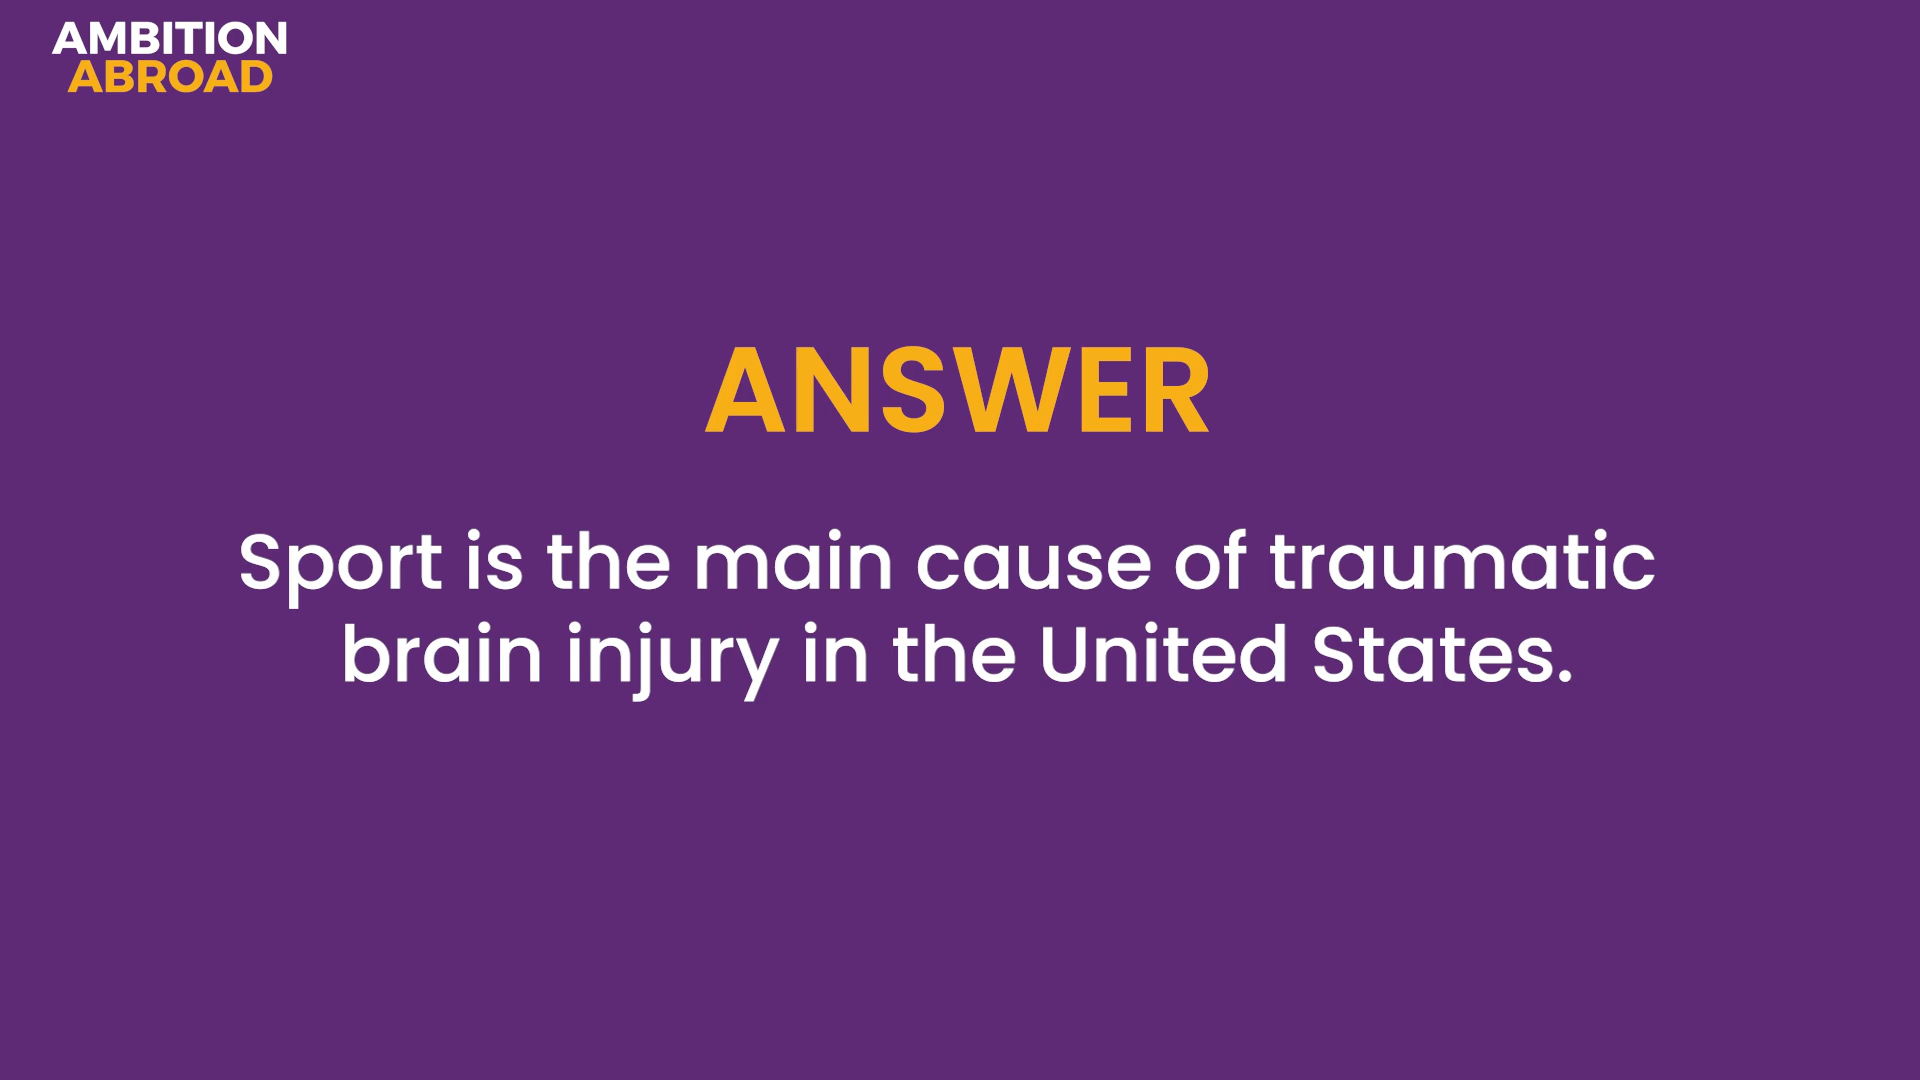 AMBITION
ABROAD
ANSWER
Sport is the main cause of traumatic
brain injury in the United States.